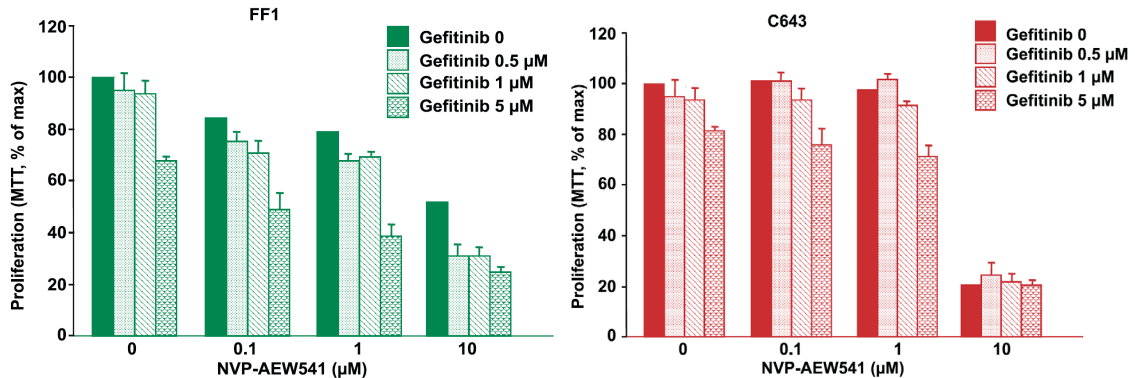 FF1
Gefitinib 0
Gefitinib 0.5 μM
Gefitinib 1 μM
Gefitinib 5 μM
Proliferation (MTT, % of max)
120
100
80
60
40
20
0
0 0.1 1 10
NVP-AEW541 (μM)
C643
Gefitinib 0
Gefitinib 0.5 μM
Gefitinib 1 μM
Gefitinib 5 μM
Proliferation (MTT, % of max)
120
100
80
60
40
20
0
0 0.1 1 10
NVP-AEW541 (μM)